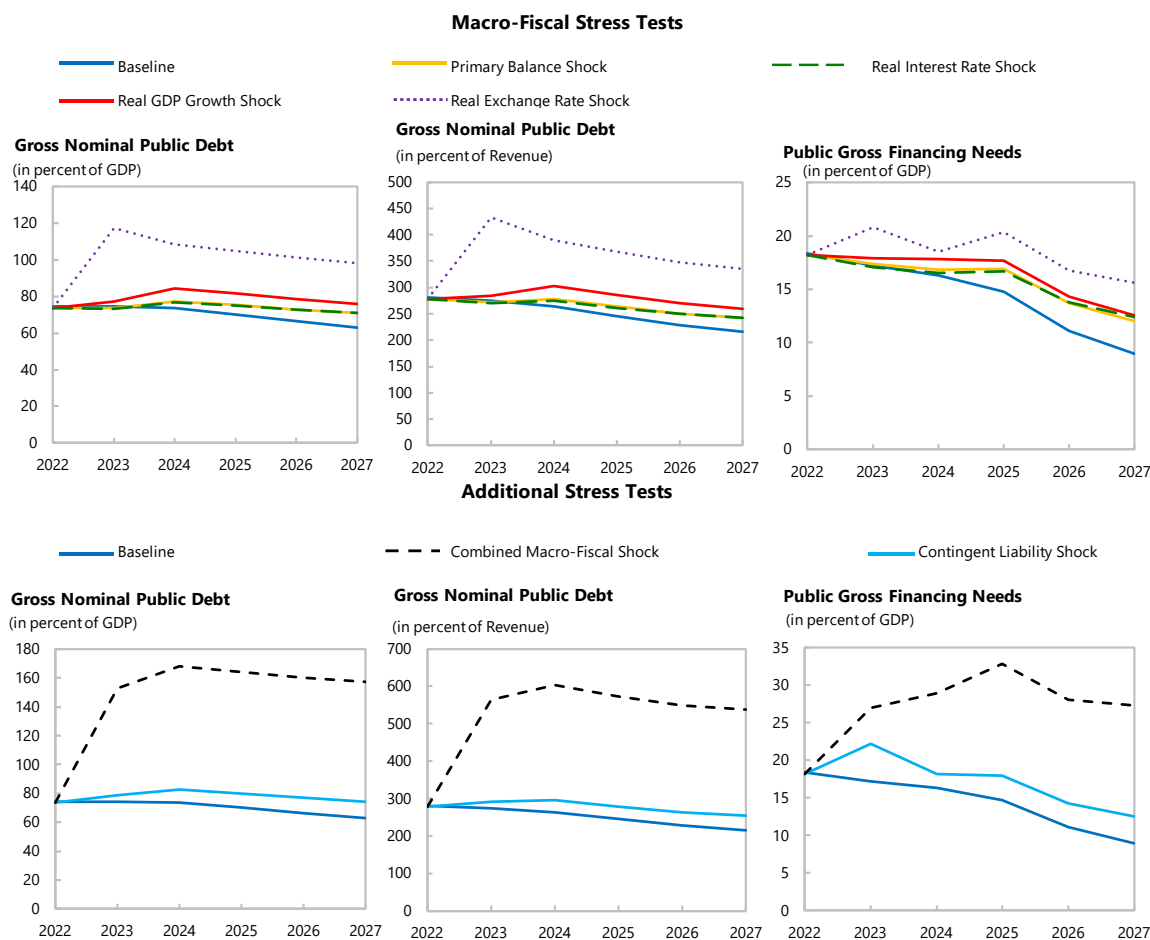 Macro-Fiscal Stress Tests
Baseline
Primary Balance Shock
Real Interest Rate Shock
Real GDP Growth Shock
Real Exchange Rate Shock
Gross Nominal Public Debt
(in percent of GDP)
140
120
100
80
60
40
20
0
2022 2023 2024 2025 2026 2027
Gross Nominal Public Debt
(in percent of Revenue)
500
450
400
350
300
250
200
150
100
50
0
2022 2023 2024 2025 2026 2027
Public Gross Financing Needs
(in percent of GDP)
25
20
15
10
5
0
2022 2023 2024 2025 2026 2027
Additional Stress Tests
Baseline
Combined Macro-Fiscal Shock
Contingent Liability Shock
Gross Nominal Public Debt
(in percent of GDP)
180
160
140
120
100
80
60
40
20
0
2022 2023 2024 2025 2026 2027
Gross Nominal Public Debt
(in percent of Revenue)
700
600
500
400
300
200
100
0
2022 2023 2024 2025 2026 2027
Public Gross Financing Needs
(in percent of GDP)
35
30
25
20
15
10
5
0
2022 2023 2024 2025 2026 2027